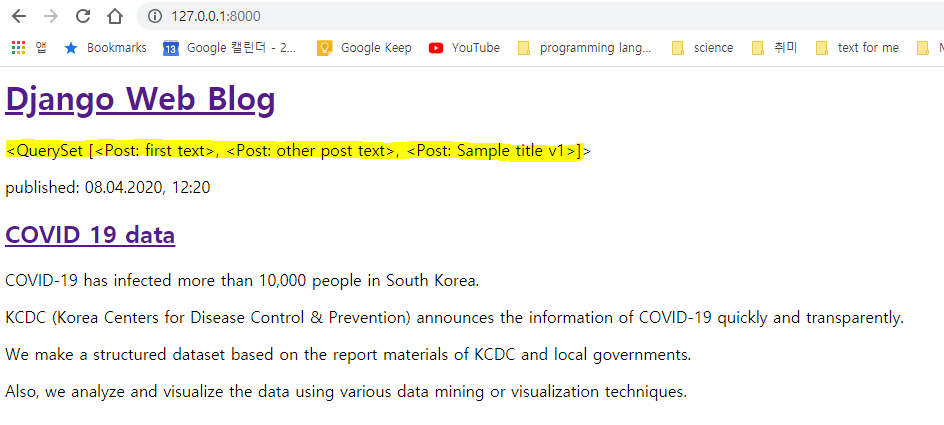 127.0.0.1:8000
앱 Bookmarks 13 Google 캘린더 - 2... Google Keep YouTube programming lang... science 취미 text for me
Django Web Blog
<QuerySet [<Post: first text>, <Post: other post text>, <Post: Sample title v1>]>
published: 08.04.2020, 12:20
COVID 19 data
COVID-19 has infected more than 10,000 people in South Korea.
KCDC (Korea Centers for Disease Control & Prevention) announces the information of COVID-19 quickly and transparently.
We make a structured dataset based on the report materials of KCDC and local governments.
Also, we analyze and visualize the data using various data mining or visualization techniques.